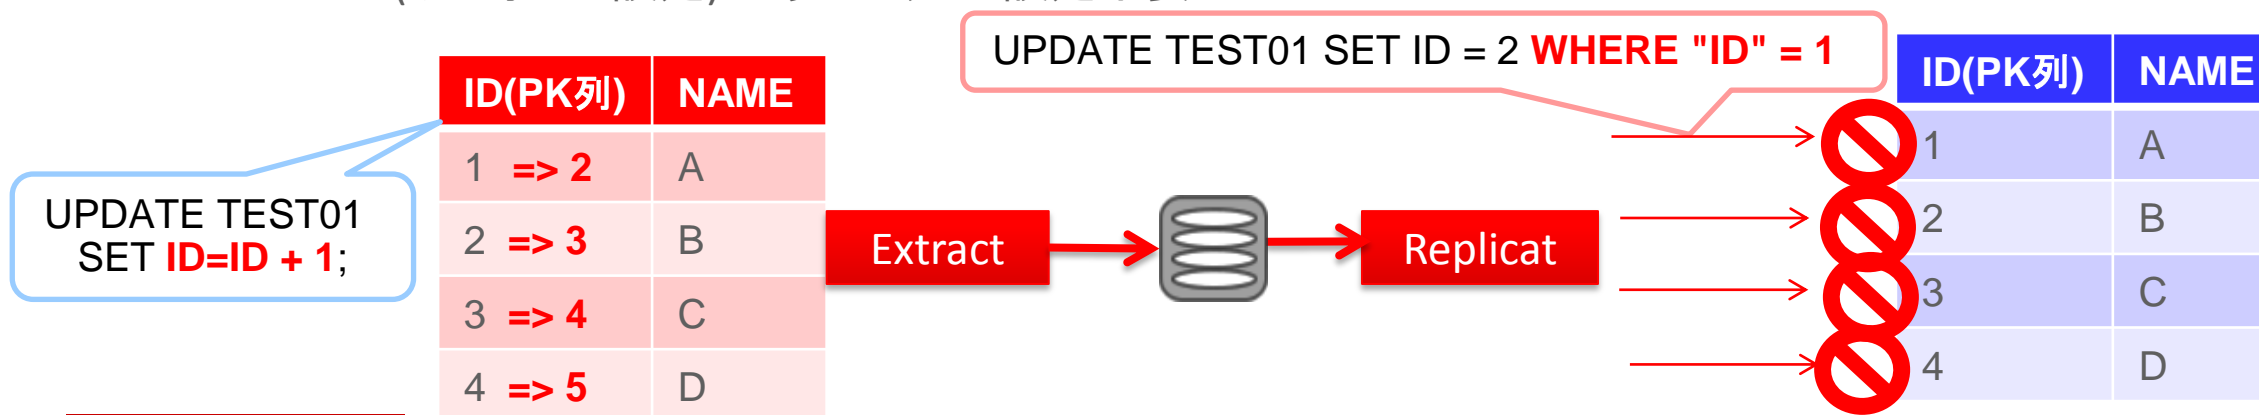 UPDATE TEST01 SET ID = 2 WHERE "ID" = 1
ID(PK列) NAME
1 => 2 A
2 => 3 B
3 => 4 C
4 => 5 D
UPDATE TEST01
SET ID=ID + 1;
Extract
Replicat
ID(PK列) NAME
1 A
2 B
3 C
4 D